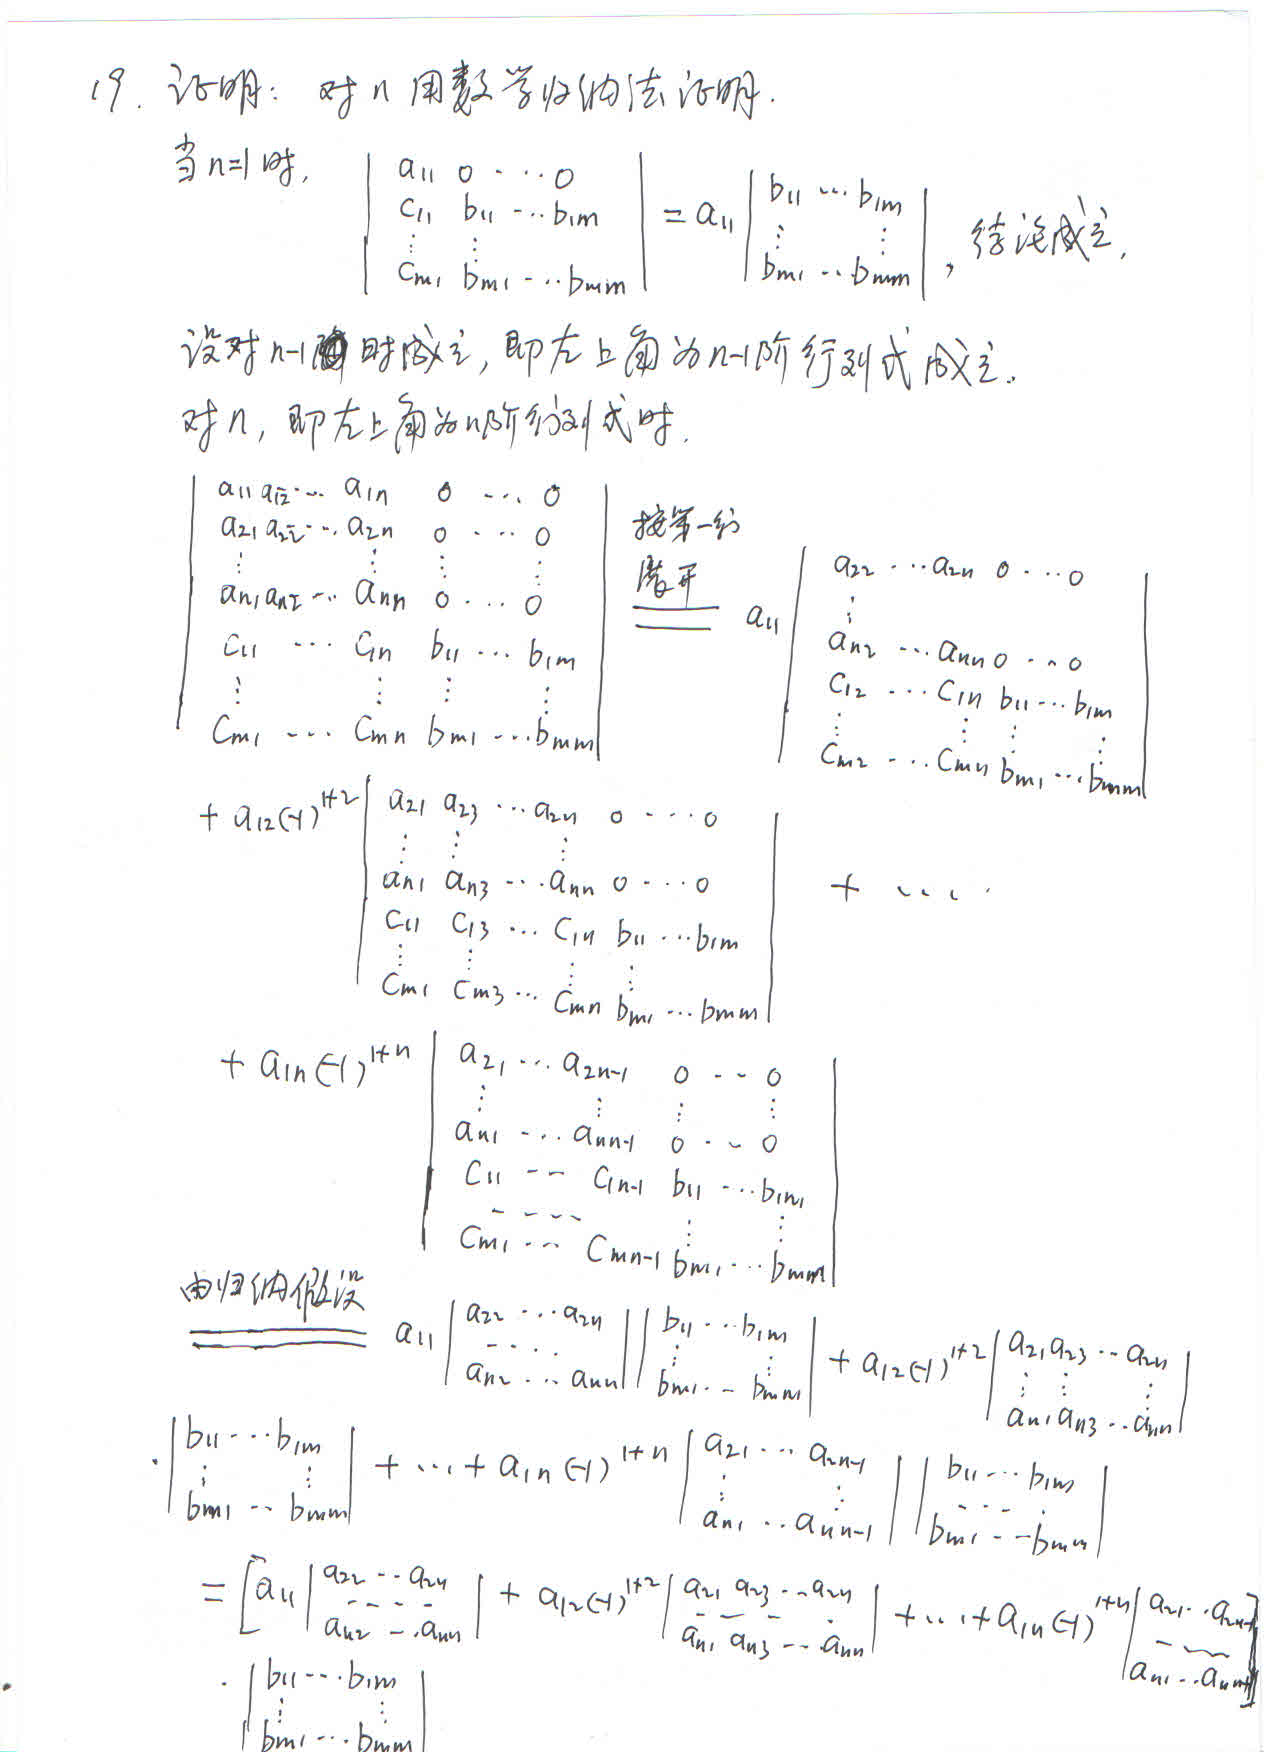 19. 证明: 对n用数学归纳法证明.
当n=1时, | a11 0 ··· 0 ; c11 b11 ··· b1m ; ⋮ ⋮ ; cm1 bm1 ··· bmm | = a11 | b11 ··· b1m ; ⋮ ⋮ ; bm1 ·· bmm |, 结论成立.
设对n-1时成立, 即左上角为n-1阶行列式成立.
对n, 即左上角为n阶行列式时.
| a11 a12 ··· a1n 0 ··· 0 ; a21 a22 ··· a2n 0 ··· 0 ; ⋮ ⋮ ⋮ ⋮ ; an1 an2 ··· ann 0 ··· 0 ; c11 ··· c1n b11 ··· b1m ; ⋮ ⋮ ⋮ ⋮ ; cm1 ··· cmn bm1 ··· bmm | 按第一行展开 = a11 | a22 ··· a2n 0 ··· 0 ; ⋮ ; an2 ··· ann 0 ··· 0 ; c12 ··· c1n b11 ··· b1m ; ⋮ ⋮ ⋮ ⋮ ; cm2 ··· cmn bm1 ··· bmm |
+ a12(-1)^1+2 | a21 a23 ··· a2n 0 ··· 0 ; ⋮ ⋮ ⋮ ; an1 an3 ··· ann 0 ··· 0 ; c11 c13 ··· c1n b11 ··· b1m ; ⋮ ⋮ ⋮ ⋮ ; cm1 cm3 ··· cmn bm1 ··· bmm | + ····
+ a1n(-1)^1+n | a21 ··· a2n-1 0 ·· 0 ; ⋮ ⋮ ⋮ ⋮ ; an1 ··· ann-1 0 ·· 0 ; c11 ·· c1n-1 b11 ··· b1m ; ···· ⋮ ⋮ ; cm1 ··· cmn-1 bm1 ··· bmm |
由归纳假设 = a11 | a22 ··· a2n ; ···· ; an2 ·· ann | | b11 ··· b1m ; ⋮ ⋮ ; bm1 ·· bmm | + a12(-1)^1+2 | a21 a23 ·· a2n ; ⋮ ⋮ ⋮ ; an1 an3 ·· ann |
· | b11 ··· b1m ; ⋮ ⋮ ; bm1 ·· bmm | + ··· + a1n(-1)^1+n | a21 ··· a2n-1 ; ⋮ ⋮ ; an1 ·· ann-1 | | b11 ··· b1m ; ···· ; bm1 ·· bmm |
= [ a11 | a22 ·· a2n ; ···· ; an2 ·· ann | + a12(-1)^1+2 | a21 a23 ·· a2n ; ···· ; an1 an3 ·· ann | + ··· + a1n(-1)^1+n | a21 ·· a2n-1 ; ··· ; an1 ·· ann-1 ]
· | b11 ··· b1m ; ⋮ ⋮ ; bm1 ··· bmm |